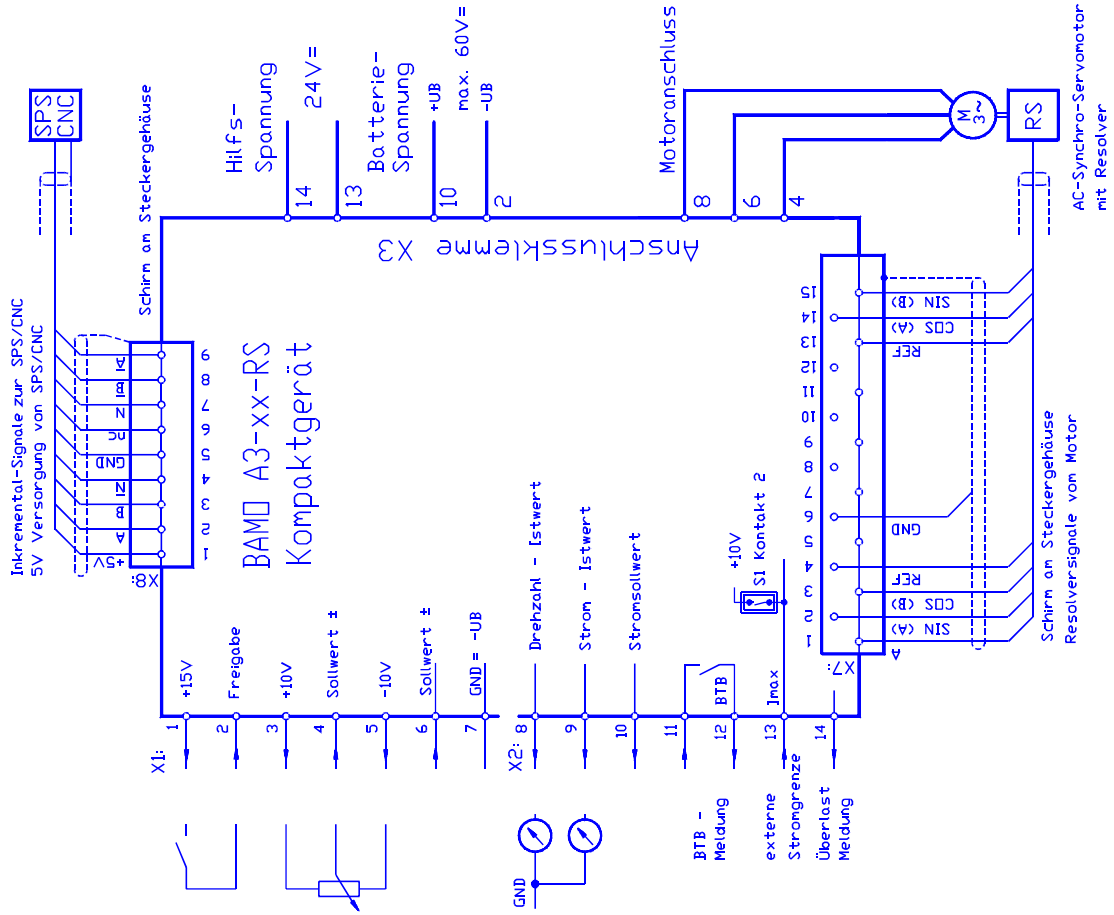 Inkremental-Signale zur SPS/CNC
5V Versorgung von SPS/CNC
SPS
CNC
Schirm am Steckergehäuse
X8:
+5V
A
B
N̅
GND
nc
N
B̅
A̅
1
2
3
4
5
6
7
8
9
BAMO A3-xx-RS
Kompaktgerät
Hilfs-
Spannung
24V=
14
13
Batterie-
Spannung
+UB
max. 60V=
-UB
10
2
Motoranschluss
8
6
4
Anschlussklemme X3
M
3~
RS
AC-Synchro-Servomotor
mit Resolver
X1:
1
+15V
2
Freigabe
3
+10V
4
Sollwert ±
5
-10V
6
Sollwert ±
7
GND = -UB
X2:
8
Drehzahl - Istwert
9
Strom - Istwert
10
Stromsollwert
11
12
BTB
13
Imax
14
+10V
S1 Kontakt 2
GND
BTB -
Meldung
externe
Stromgrenze
Überlast
Meldung
X7:
A
1
2
3
4
5
6
7
8
9
10
11
12
13
14
15
SIN (A)
COS (B)
REF
GND
REF
COS (A)
SIN (B)
Schirm am Steckergehäuse
Resolversignale vom Motor